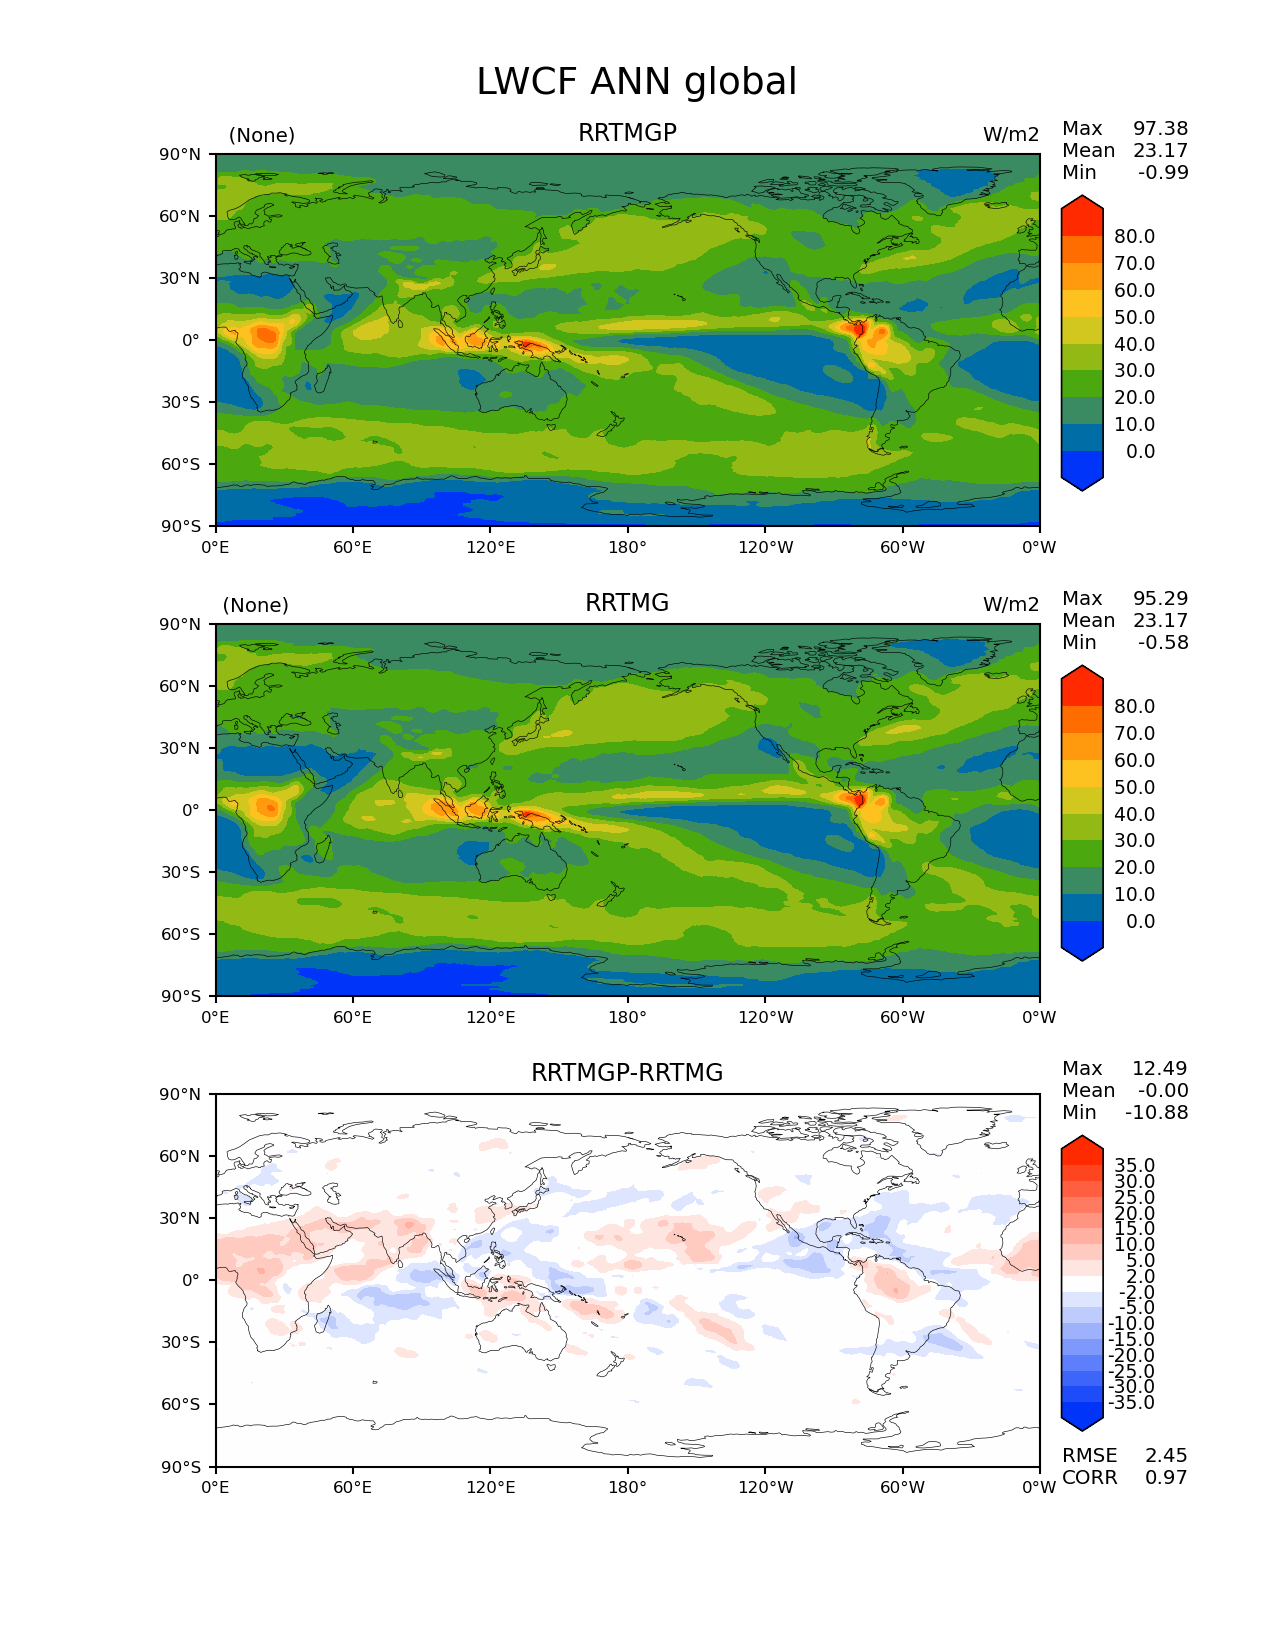 LWCF ANN global
(None) RRTMGP W/m2
Max 97.38
Mean 23.17
Min -0.99
90°N
60°N
30°N
0°
30°S
60°S
90°S
0°E 60°E 120°E 180° 120°W 60°W 0°W
80.0
70.0
60.0
50.0
40.0
30.0
20.0
10.0
0.0
(None) RRTMG W/m2
Max 95.29
Mean 23.17
Min -0.58
90°N
60°N
30°N
0°
30°S
60°S
90°S
0°E 60°E 120°E 180° 120°W 60°W 0°W
80.0
70.0
60.0
50.0
40.0
30.0
20.0
10.0
0.0
RRTMGP-RRTMG
Max 12.49
Mean -0.00
Min -10.88
90°N
60°N
30°N
0°
30°S
60°S
90°S
0°E 60°E 120°E 180° 120°W 60°W 0°W
35.0
30.0
25.0
20.0
15.0
10.0
5.0
2.0
-2.0
-5.0
-10.0
-15.0
-20.0
-25.0
-30.0
-35.0
RMSE 2.45
CORR 0.97